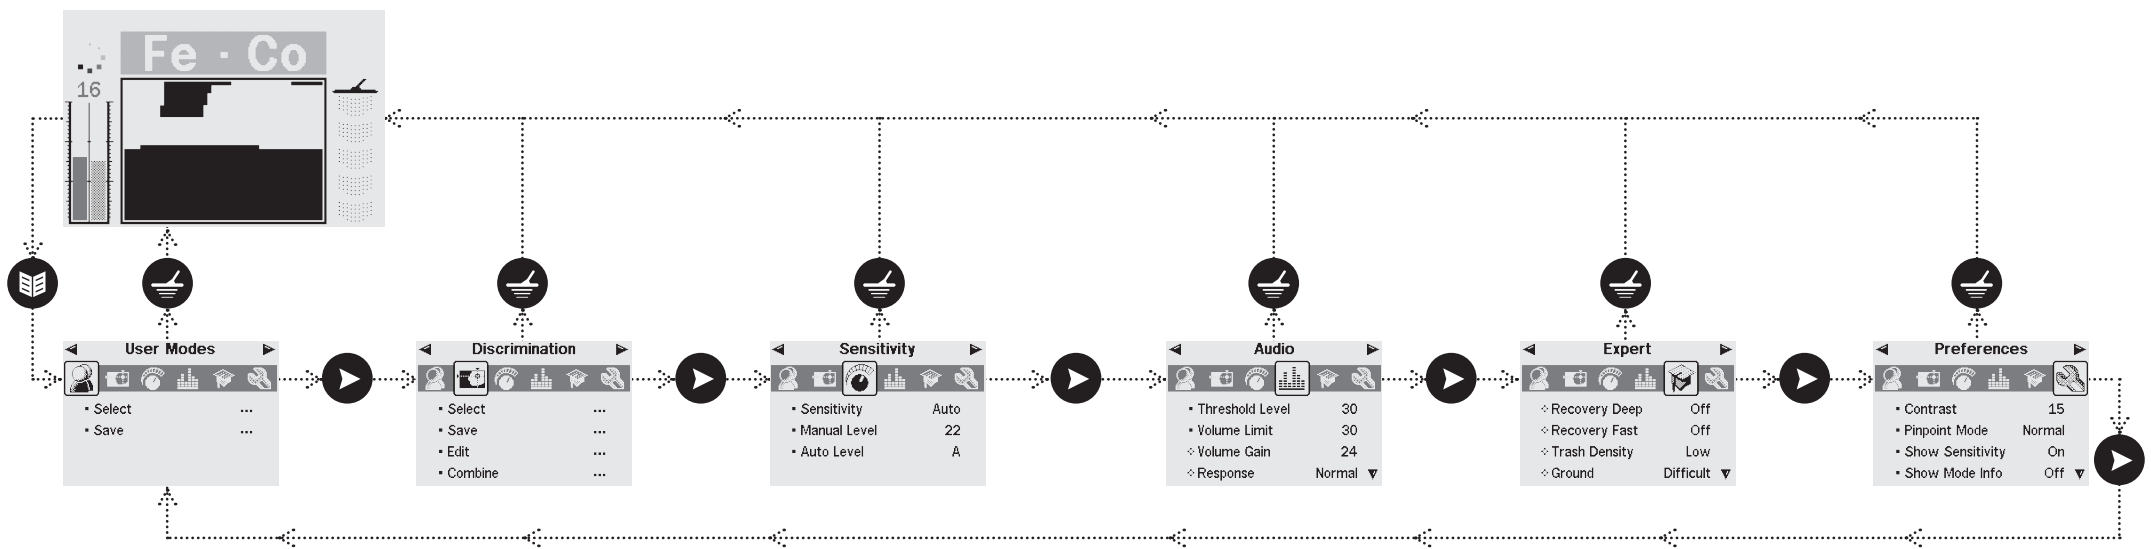 Fe · Co
16
User Modes
Select ...
Save ...
Discrimination
Select ...
Save ...
Edit ...
Combine ...
Sensitivity
Sensitivity Auto
Manual Level 22
Auto Level A
Audio
Threshold Level 30
Volume Limit 30
Volume Gain 24
Response Normal
Expert
Recovery Deep Off
Recovery Fast Off
Trash Density Low
Ground Difficult
Preferences
Contrast 15
Pinpoint Mode Normal
Show Sensitivity On
Show Mode Info Off